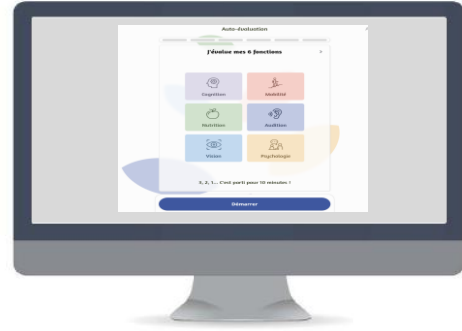 Auto-évaluation
J'évalue mes 6 fonctions
Cognition
Mobilité
Nutrition
Audition
Vision
Psychologie
3, 2, 1... C'est parti pour 10 minutes !
Démarrer